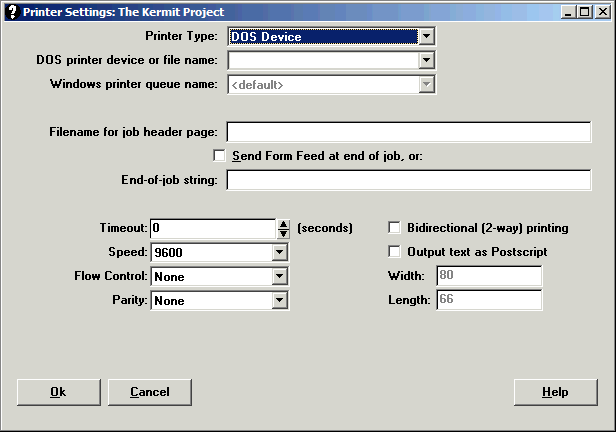 Printer Settings: The Kermit Project
Printer Type: DOS Device
DOS printer device or file name:
Windows printer queue name: <default>
Filename for job header page:
Send Form Feed at end of job, or:
End-of-job string:
Timeout: 0 (seconds) Bidirectional (2-way) printing
Speed: 9600 Output text as Postscript
Flow Control: None Width: 80
Parity: None Length: 66
Ok Cancel Help